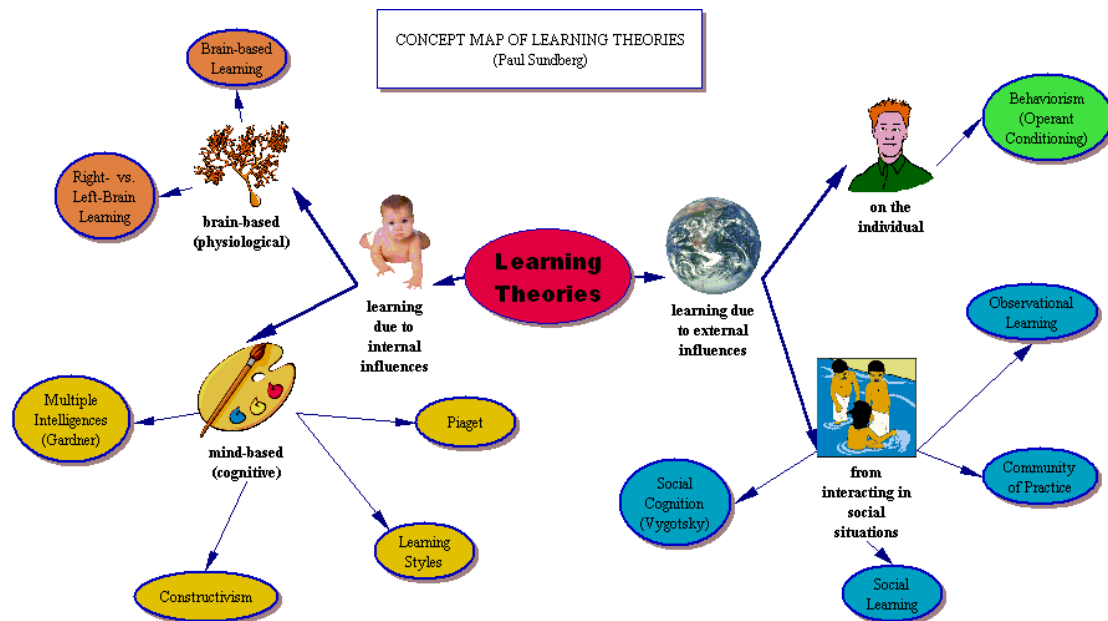 CONCEPT MAP OF LEARNING THEORIES
(Paul Sundberg)
Brain-based
Learning
Right- vs.
Left-Brain
Learning
brain-based
(physiological)
learning
due to
internal
influences
Learning
Theories
learning due
to external
influences
on the
individual
Behaviorism
(Operant
Conditioning)
Observational
Learning
Multiple
Intelligences
(Gardner)
mind-based
(cognitive)
Piaget
Learning
Styles
Constructivism
Social
Cognition
(Vygotsky)
from
interacting in
social
situations
Community
of Practice
Social
Learning